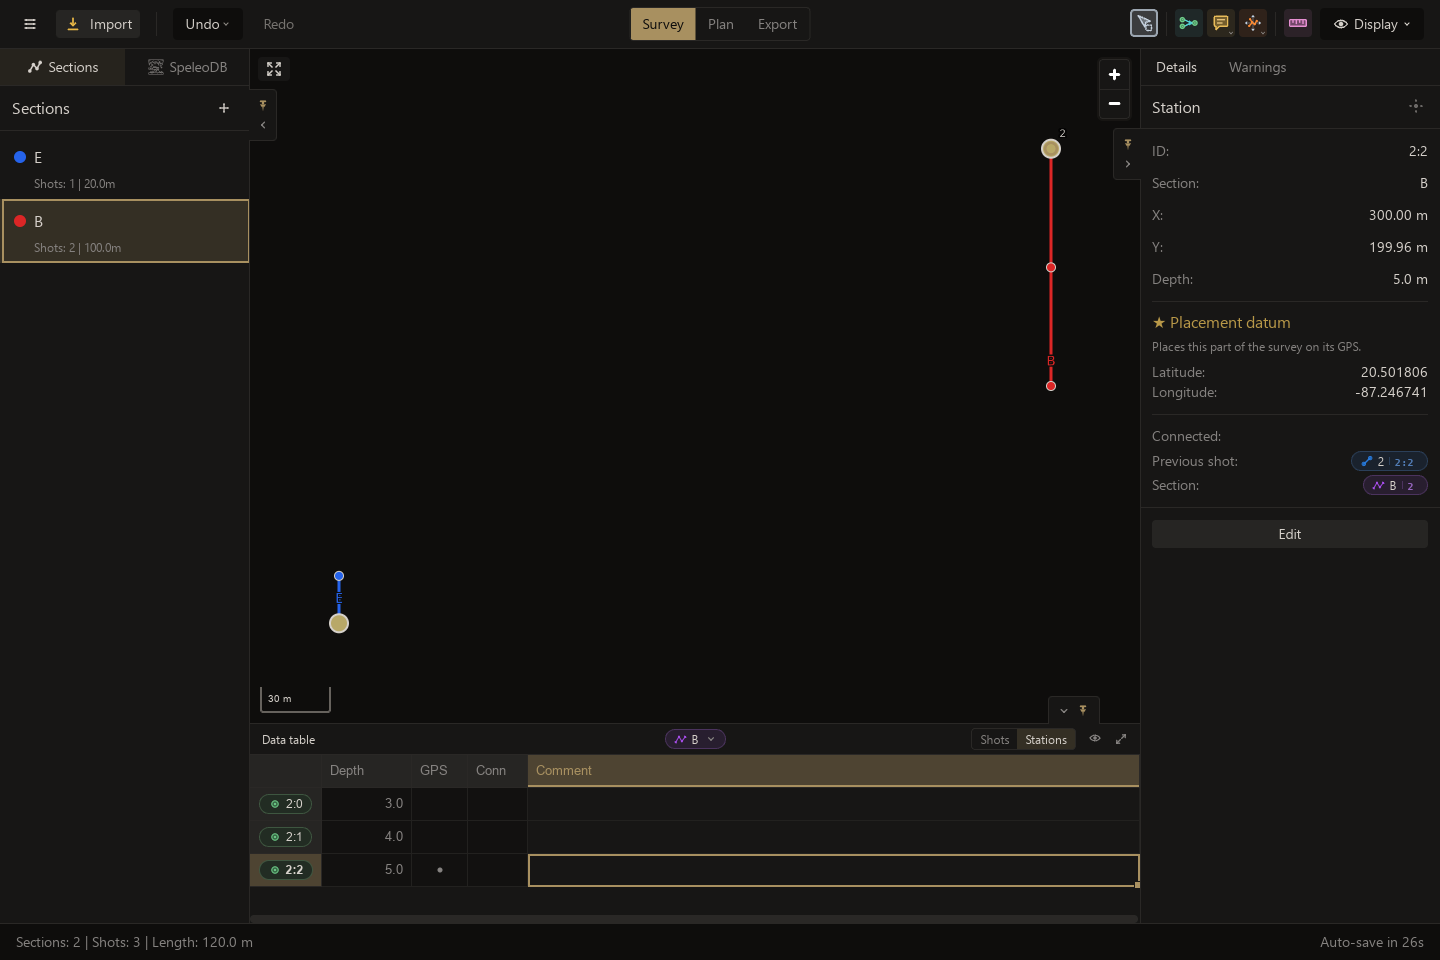 Import
Undo
Redo
Survey
Plan
Export
Display
Sections
SpeleoDB
Details
Warnings
Sections
E
Shots: 1 | 20.0m
B
Shots: 2 | 100.0m
2
B
E
30 m
Station
ID: 2:2
Section: B
X: 300.00 m
Y: 199.96 m
Depth: 5.0 m
★ Placement datum
Places this part of the survey on its GPS.
Latitude: 20.501806
Longitude: -87.246741
Connected:
Previous shot: 2 | 2:2
Section: B | 2
Edit
Data table
B
Shots
Stations
Depth GPS Conn Comment
2:0 3.0
2:1 4.0
2:2 5.0 •
Sections: 2 | Shots: 3 | Length: 120.0 m
Auto-save in 26s